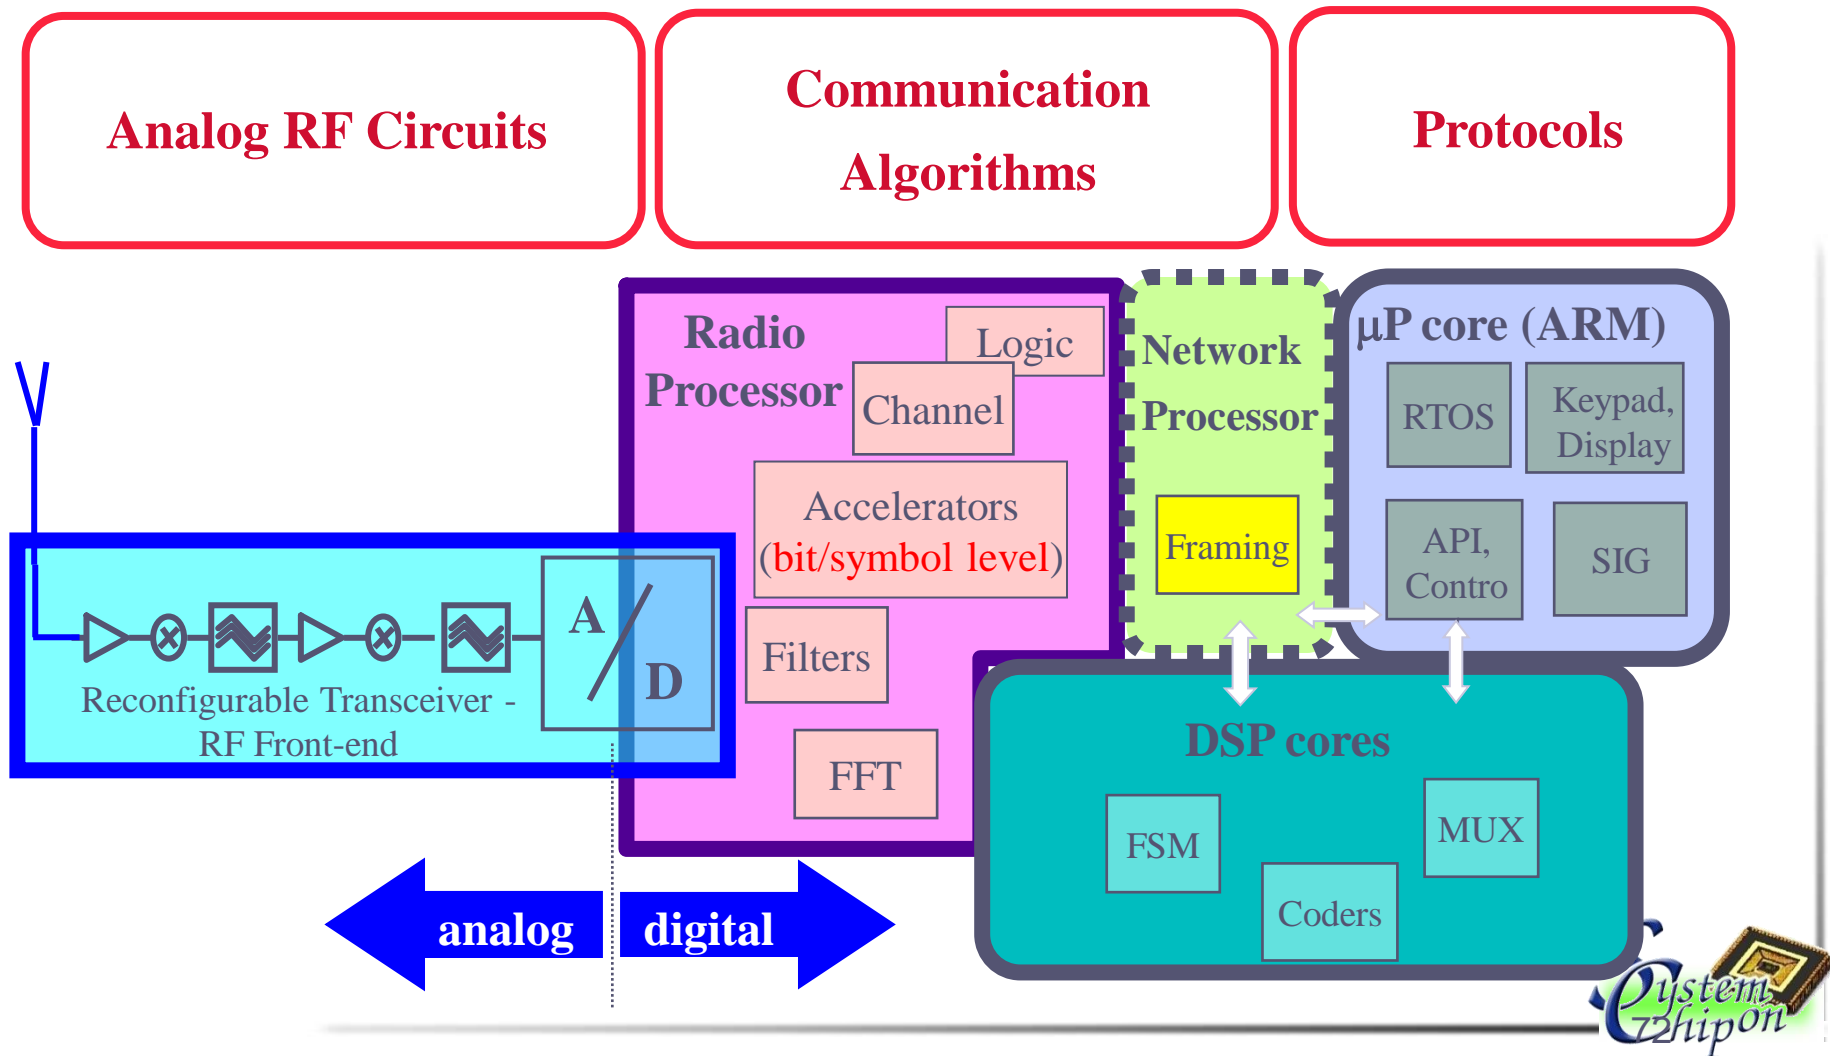 Analog RF Circuits
Communication
Algorithms
Protocols
Radio
Processor
Logic
Channel
Accelerators
(bit/symbol level)
Filters
FFT
Network
Processor
Framing
μP core (ARM)
RTOS
Keypad,
Display
API,
Contro
SIG
A
D
Reconfigurable Transceiver -
RF Front-end
DSP cores
FSM
MUX
Coders
analog
digital
System
72hip on